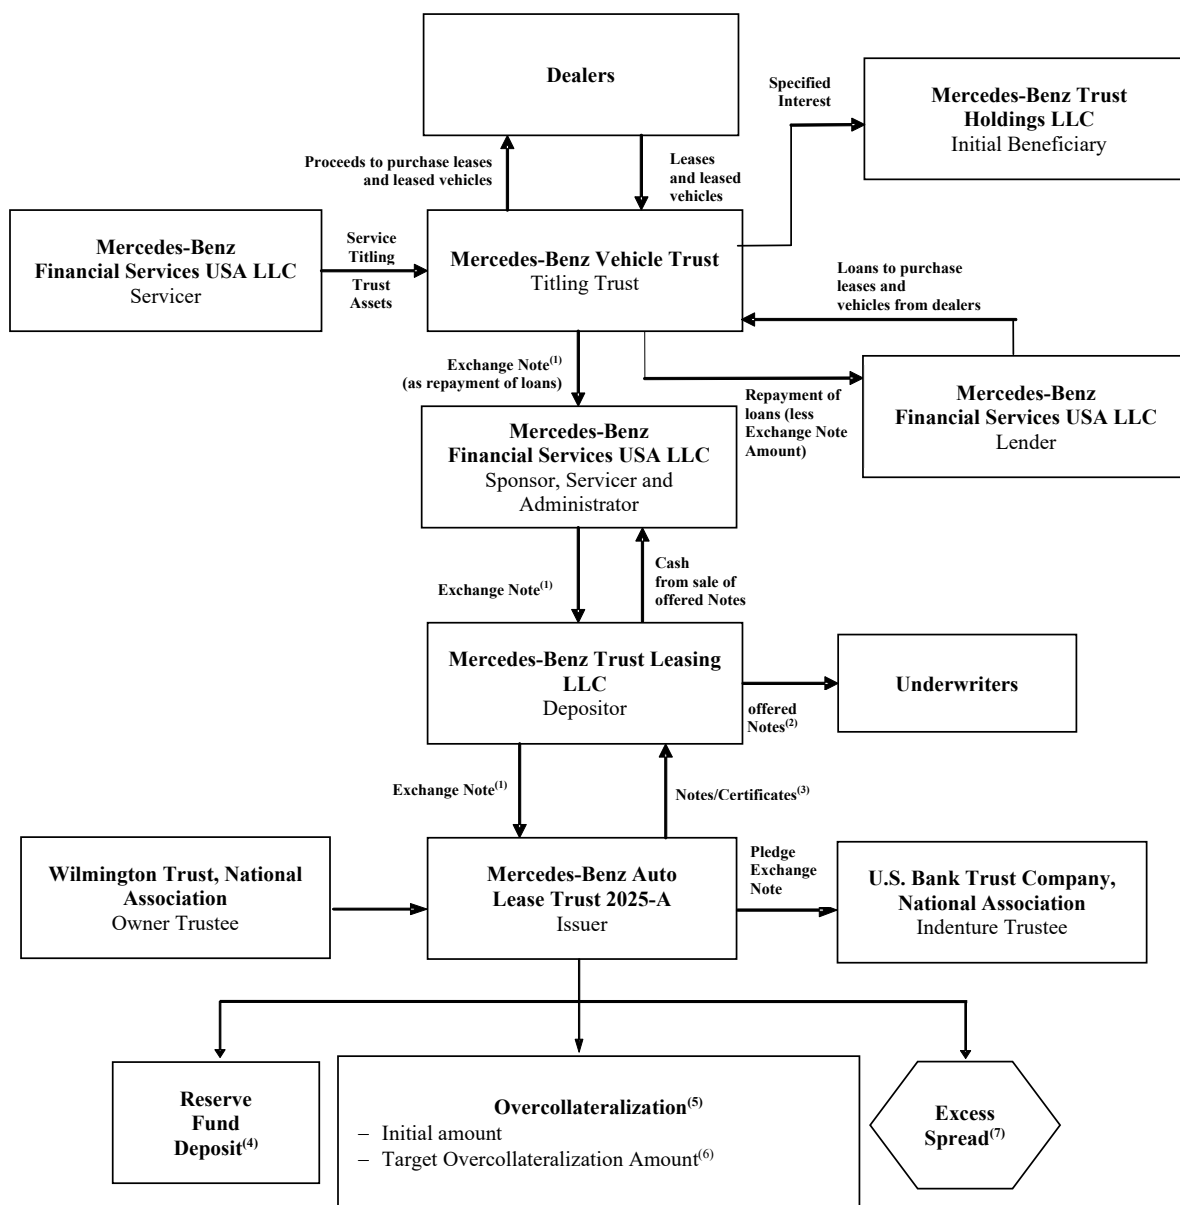 Dealers
Specified
Interest
Mercedes-Benz Trust
Holdings LLC
Initial Beneficiary
Proceeds to purchase leases
and leased vehicles
Leases
and leased
vehicles
Mercedes-Benz
Financial Services USA LLC
Servicer
Service
Titling
Trust
Assets
Mercedes-Benz Vehicle Trust
Titling Trust
Loans to purchase
leases and
vehicles from dealers
Exchange Note(1)
(as repayment of loans)
Repayment of
loans (less
Exchange Note
Amount)
Mercedes-Benz
Financial Services USA LLC
Lender
Mercedes-Benz
Financial Services USA LLC
Sponsor, Servicer and
Administrator
Exchange Note(1)
Cash
from sale of
offered Notes
Mercedes-Benz Trust Leasing
LLC
Depositor
offered
Notes(2)
Underwriters
Exchange Note(1)
Notes/Certificates(3)
Wilmington Trust, National
Association
Owner Trustee
Mercedes-Benz Auto
Lease Trust 2025-A
Issuer
Pledge
Exchange
Note
U.S. Bank Trust Company,
National Association
Indenture Trustee
Reserve
Fund
Deposit(4)
Overcollateralization(5)
– Initial amount
– Target Overcollateralization Amount(6)
Excess
Spread(7)